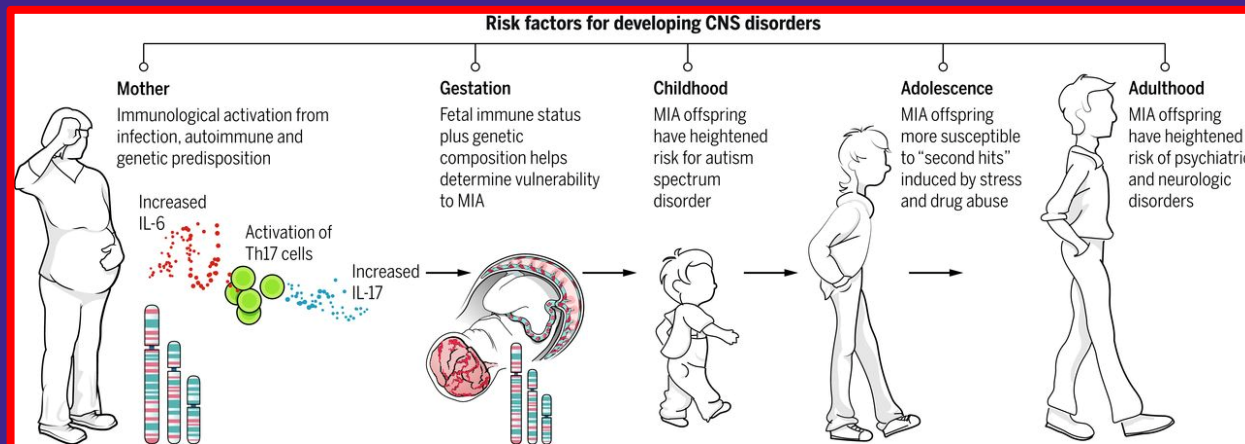 Risk factors for developing CNS disorders
Mother
Immunological activation from
infection, autoimmune and
genetic predisposition
Increased
IL-6
Activation of
Th17 cells
Increased
IL-17
Gestation
Fetal immune status
plus genetic
composition helps
determine vulnerability
to MIA
Childhood
MIA offspring
have heightened
risk for autism
spectrum
disorder
Adolescence
MIA offspring
more susceptible
to “second hits”
induced by stress
and drug abuse
Adulthood
MIA offspring
have heightened
risk of psychiatric
and neurologic
disorders